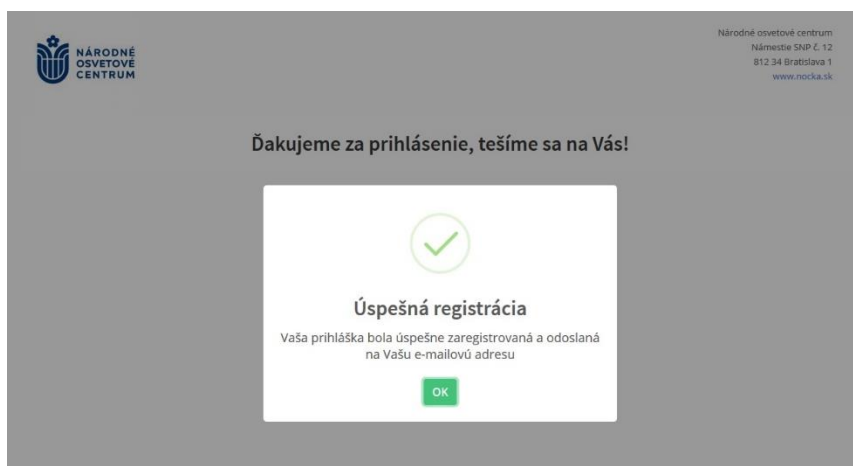 NÁRODNÉ
OSVETOVÉ
CENTRUM
Národné osvetové centrum
Námestie SNP č. 12
812 34 Bratislava 1
www.nocka.sk
Ďakujeme za prihlásenie, tešíme sa na Vás!
Úspešná registrácia
Vaša prihláška bola úspešne zaregistrovaná a odoslaná
na Vašu e-mailovú adresu
OK